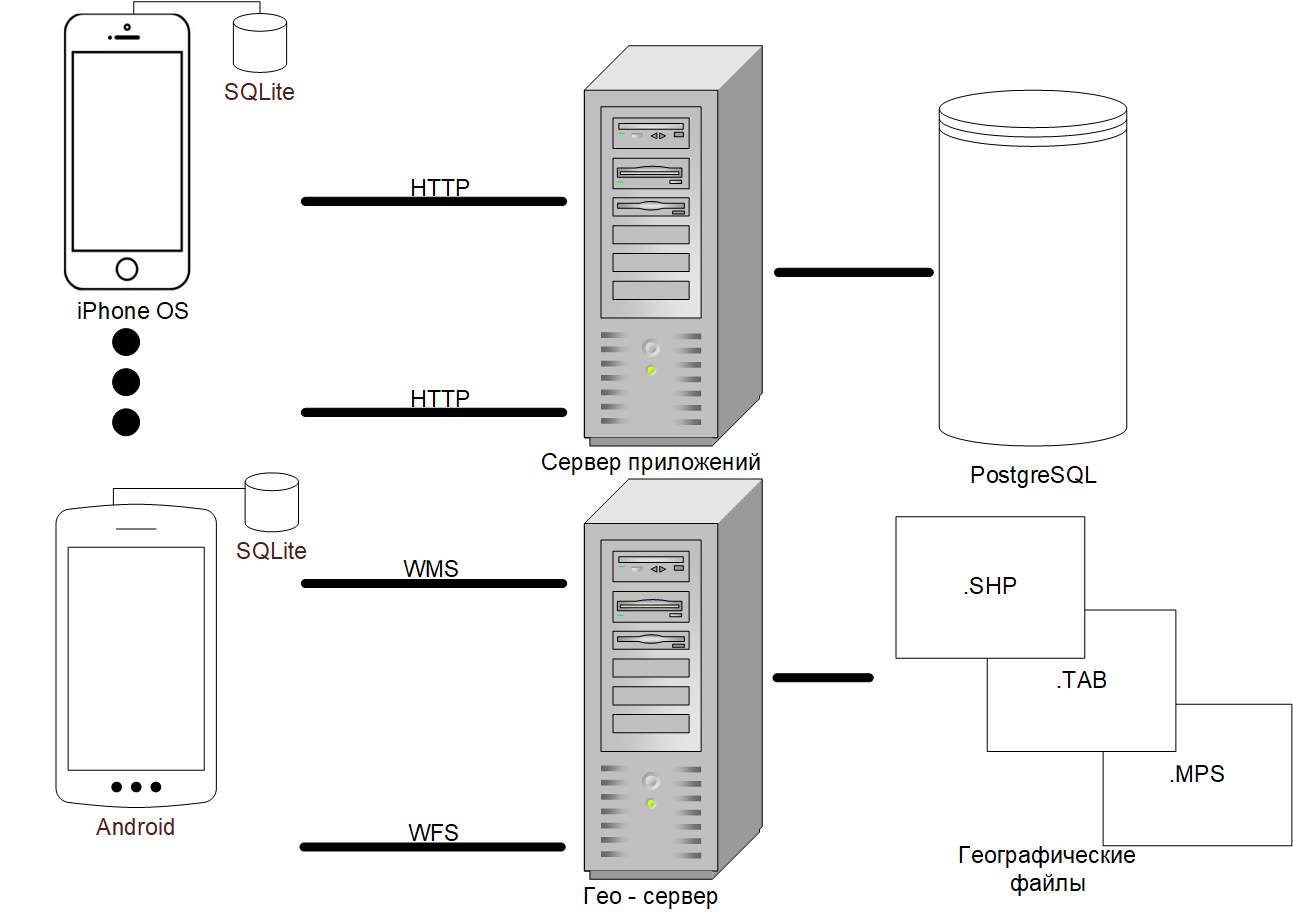 SQLite
HTTP
iPhone OS
HTTP
Сервер приложений
PostgreSQL
SQLite
WMS
.SHP
.TAB
.MPS
Android
WFS
Географические
файлы
Гео - сервер